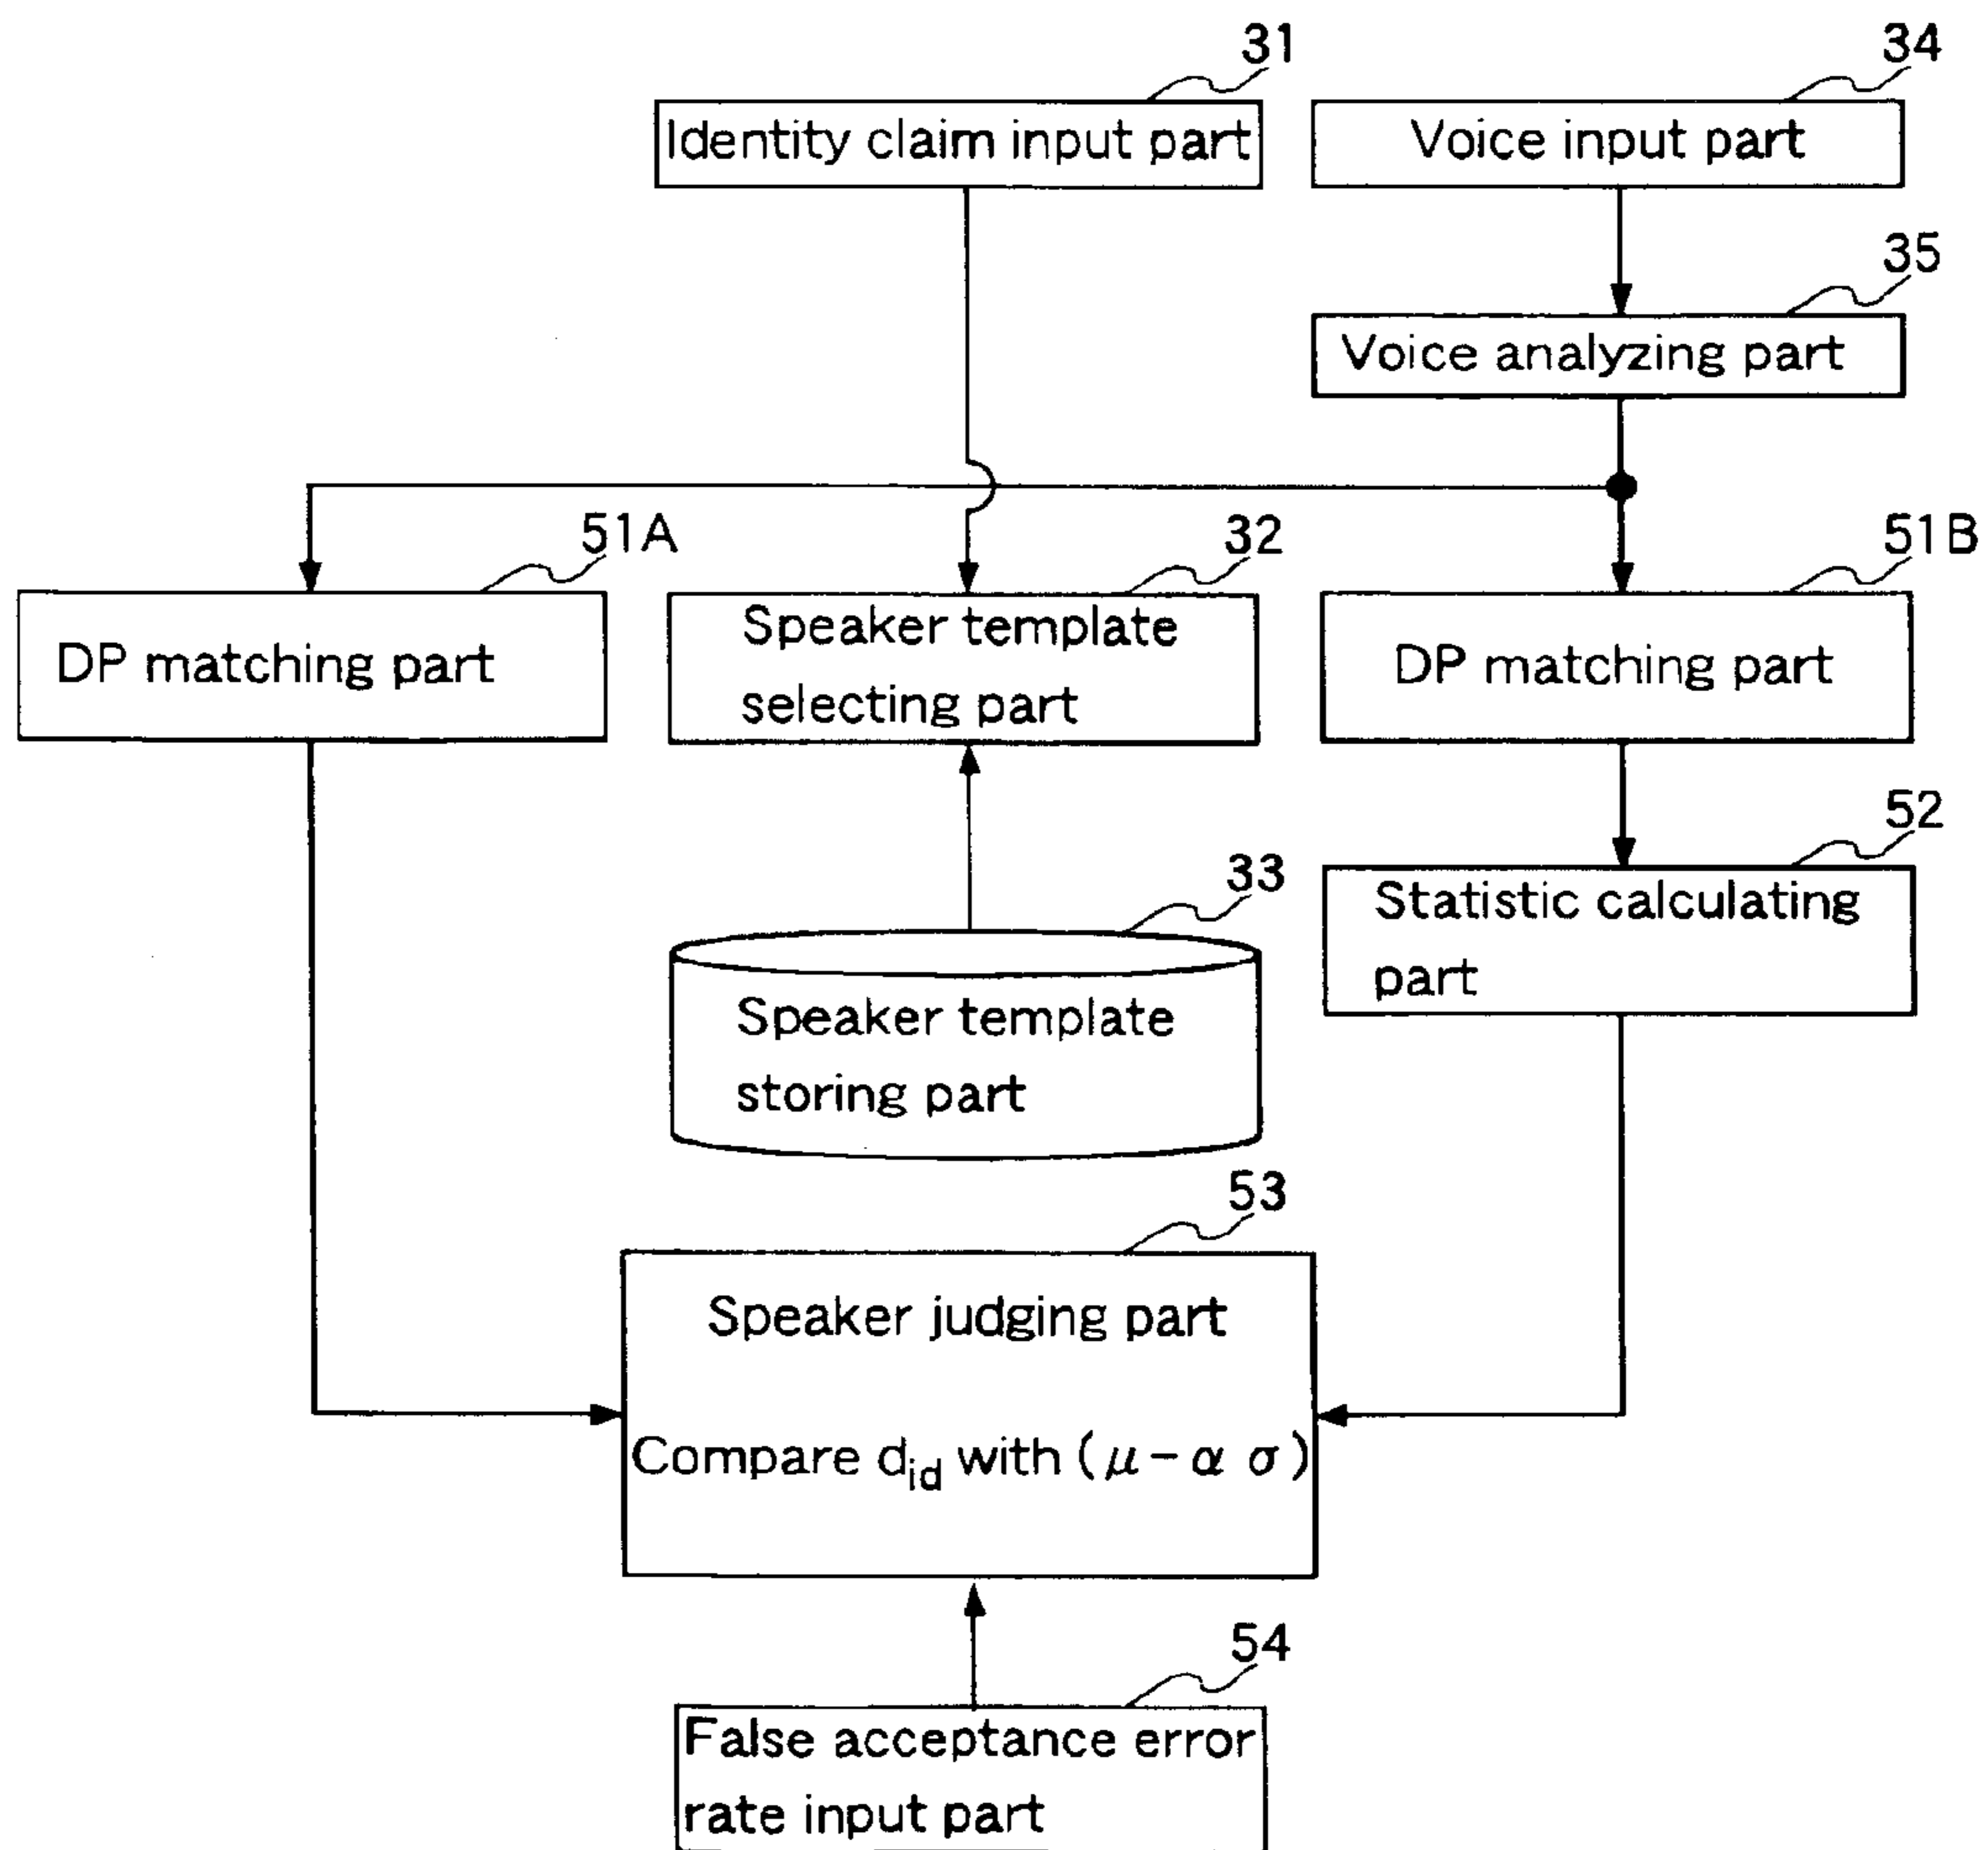 31
34
Identity claim input part
Voice input part
35
Voice analyzing part
51A
32
51B
DP matching part
Speaker template
selecting part
DP matching part
52
33
Statistic calculating
part
Speaker template
storing part
53
Speaker judging part
Compare d_id with (μ-α σ)
54
False acceptance error
rate input part